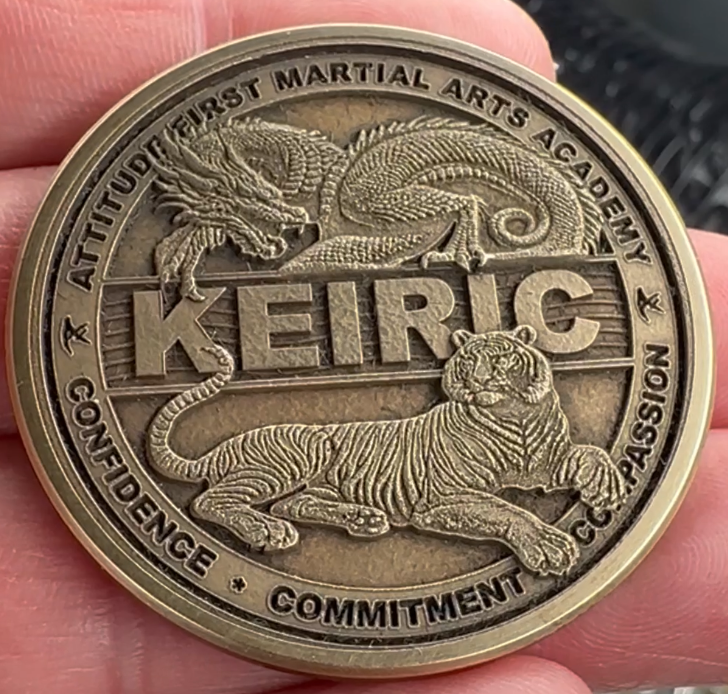 ATTITUDE FIRST MARTIAL ARTS ACADEMY
KEIRIC
CONFIDENCE * COMMITMENT COMPASSION